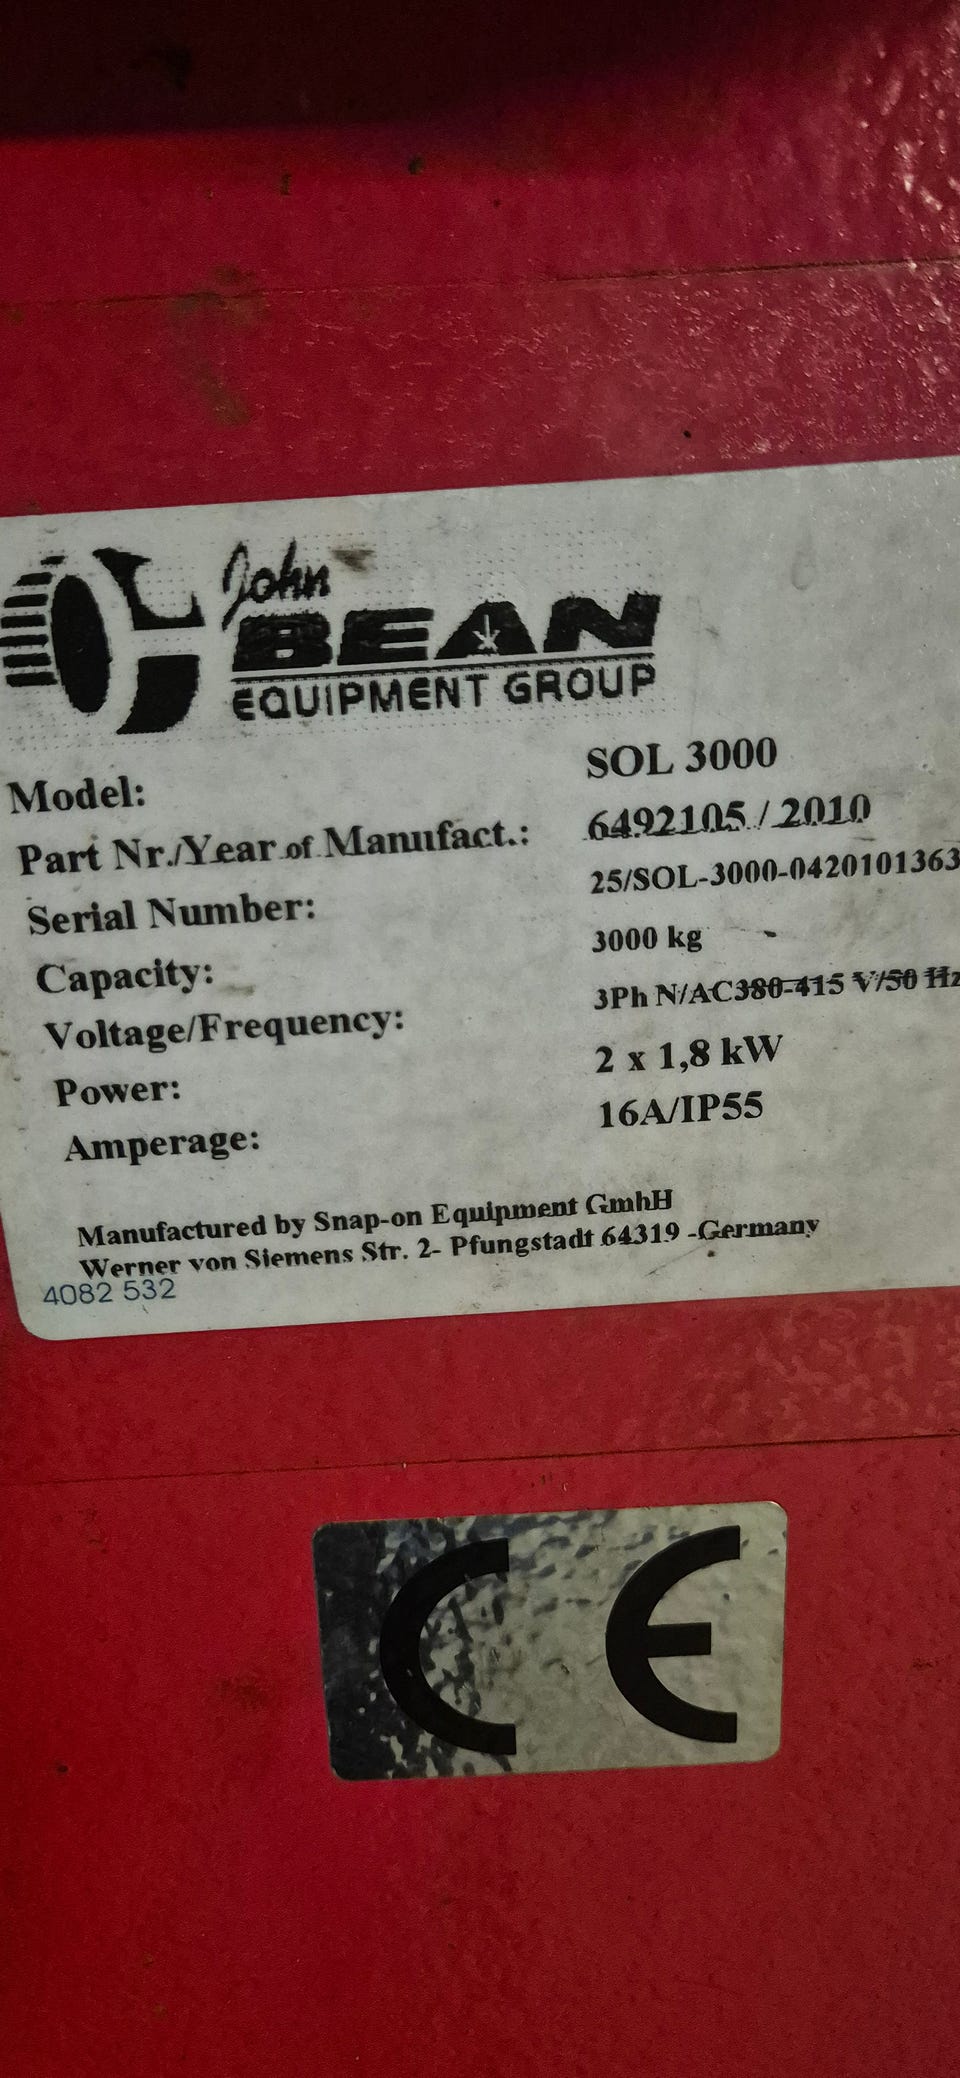 John
BEAN
EQUIPMENT GROUP
Model: SOL 3000
Part Nr./Year of Manufact.: 6492105 / 2010
Serial Number: 25/SOL-3000-0420101363
Capacity: 3000 kg
Voltage/Frequency: 3Ph N/AC380-415 V/50 Hz
Power: 2 x 1,8 kW
Amperage: 16A/IP55
Manufactured by Snap-on Equipment GmhH
Werner von Siemens Str. 2- Pfungstadt 64319 -Germany
4082 532
CE